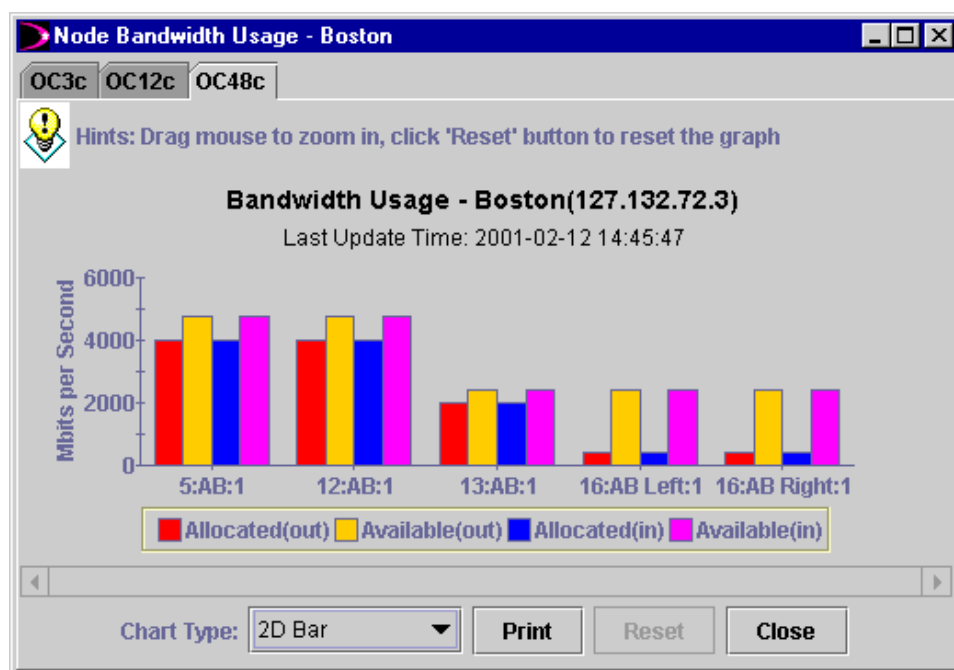 Node Bandwidth Usage - Boston
OC3c OC12c OC48c
Hints: Drag mouse to zoom in, click 'Reset' button to reset the graph
Bandwidth Usage - Boston(127.132.72.3)
Last Update Time: 2001-02-12 14:45:47
Mbits per Second
6000
4000
2000
0
5:AB:1 12:AB:1 13:AB:1 16:AB Left:1 16:AB Right:1
Allocated(out) Available(out) Allocated(in) Available(in)
Chart Type: 2D Bar Print Reset Close